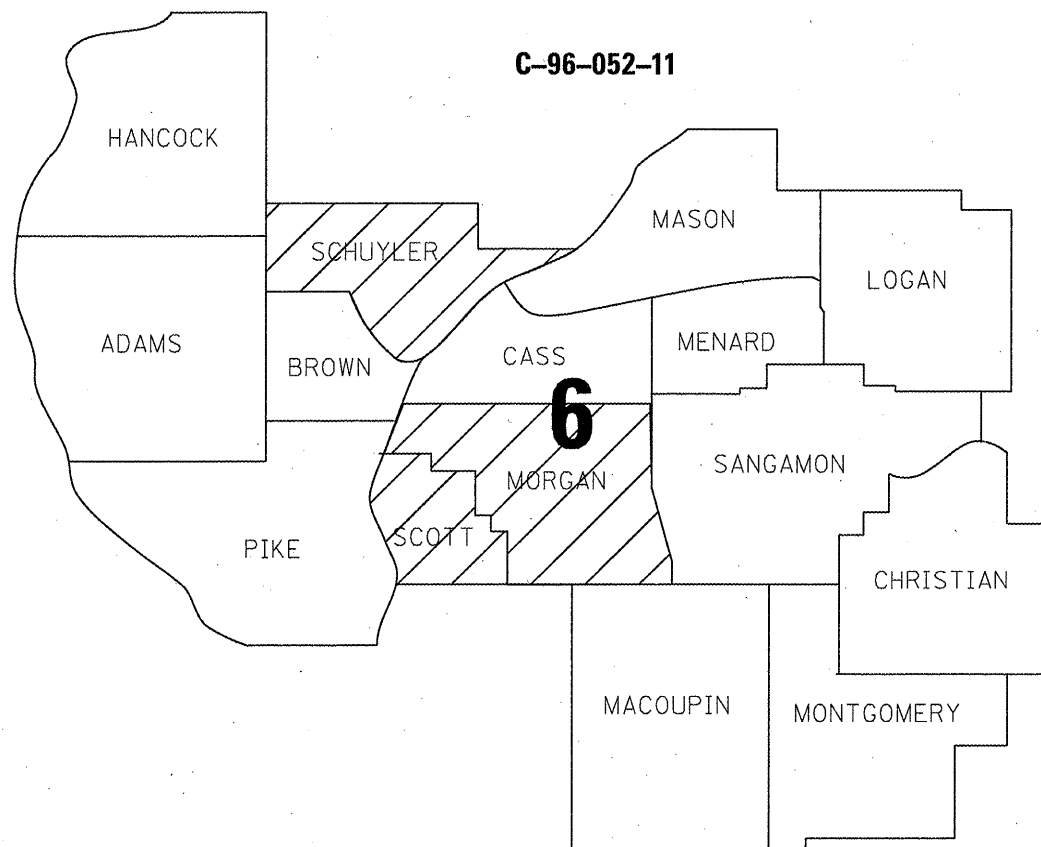 C–96–052–11
HANCOCK
MASON
SCHUYLER
LOGAN
ADAMS
MENARD
CASS
BROWN
6
SANGAMON
MORGAN
SCOTT
PIKE
CHRISTIAN
MACOUPIN
MONTGOMERY